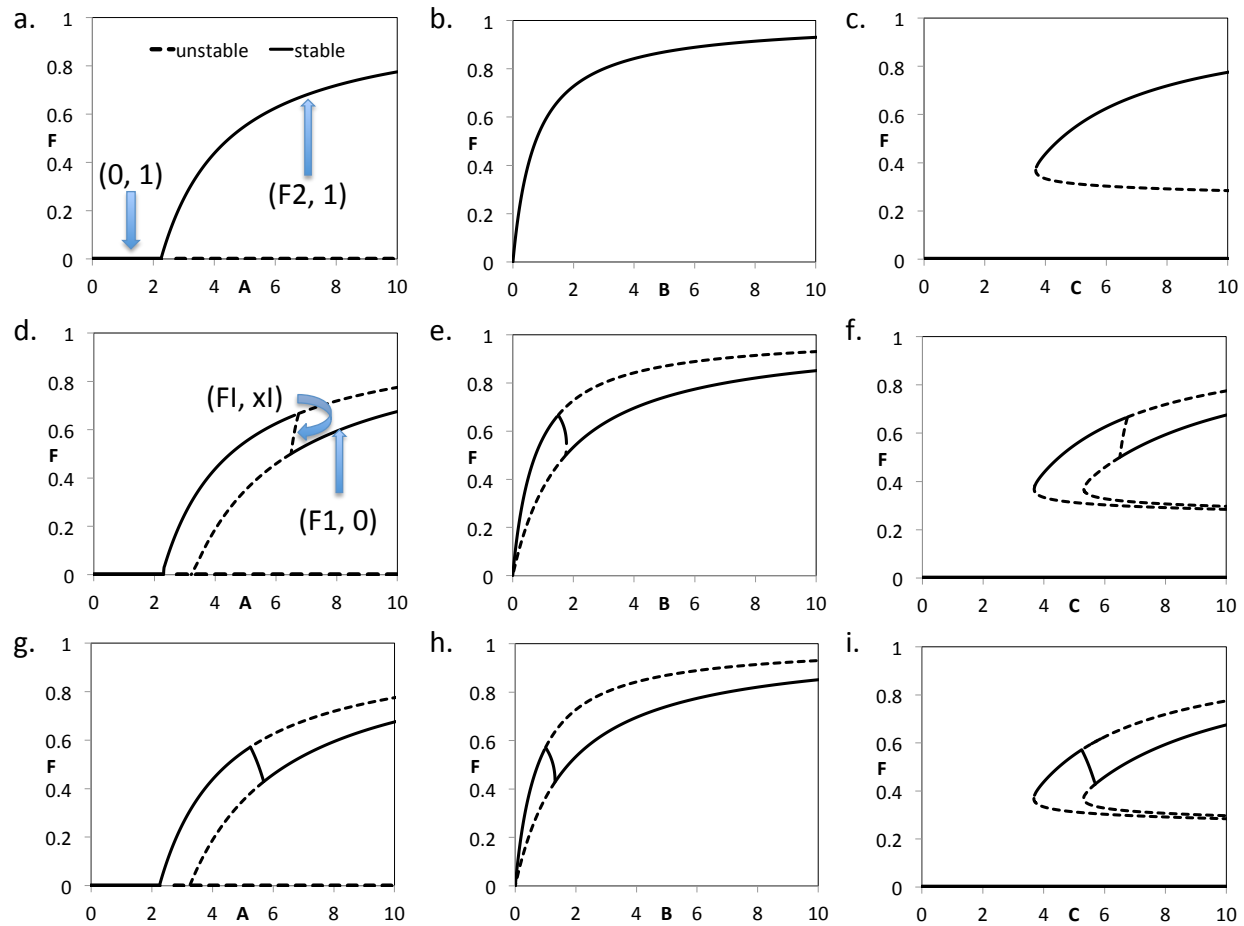 a.
b.
c.
1
0.8
0.6
F
0.4
0.2
0
unstable
stable
(0, 1)
(F2, 1)
0 2 4 A 6 8 10
1
0.8
0.6
F
0.4
0.2
0
0 2 4 B 6 8 10
1
0.8
0.6
F
0.4
0.2
0
0 2 4 C 6 8 10
d.
e.
f.
1
0.8
0.6
F
0.4
0.2
0
(FI, xI)
(F1, 0)
0 2 4 A 6 8 10
1
0.8
0.6
F
0.4
0.2
0
0 2 4 B 6 8 10
1
0.8
0.6
F
0.4
0.2
0
0 2 4 C 6 8 10
g.
h.
i.
1
0.8
0.6
F
0.4
0.2
0
0 2 4 A 6 8 10
1
0.8
0.6
F
0.4
0.2
0
0 2 4 B 6 8 10
1
0.8
0.6
F
0.4
0.2
0
0 2 4 C 6 8 10